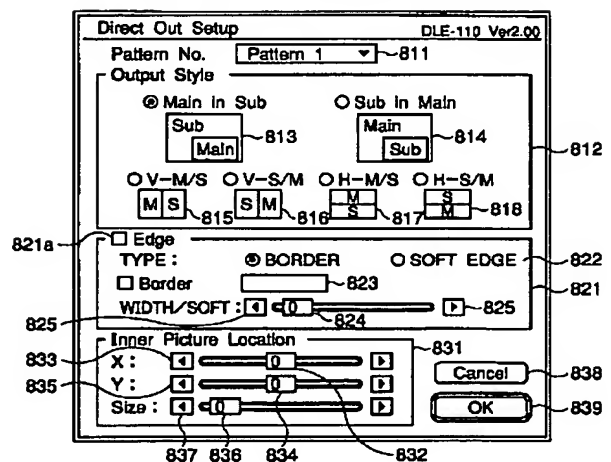 Direct Out Setup DLE-110 Ver2.00
Pattern No. Pattern 1 811
Output Style
Main In Sub Sub In Main
Sub Main 813 Main Sub 814 812
V-M/S V-S/M H-M/S H-S/M
M S 815 S M 816 M S 817 S M 818
821a Edge
TYPE: BORDER SOFT EDGE 822
Border 823 821
WIDTH/SOFT: 0 824 825
825
Inner Picture Location 831
833 X: 0
835 Y: 0 Cancel 838
Size: 0 OK 839
837 836 834 832